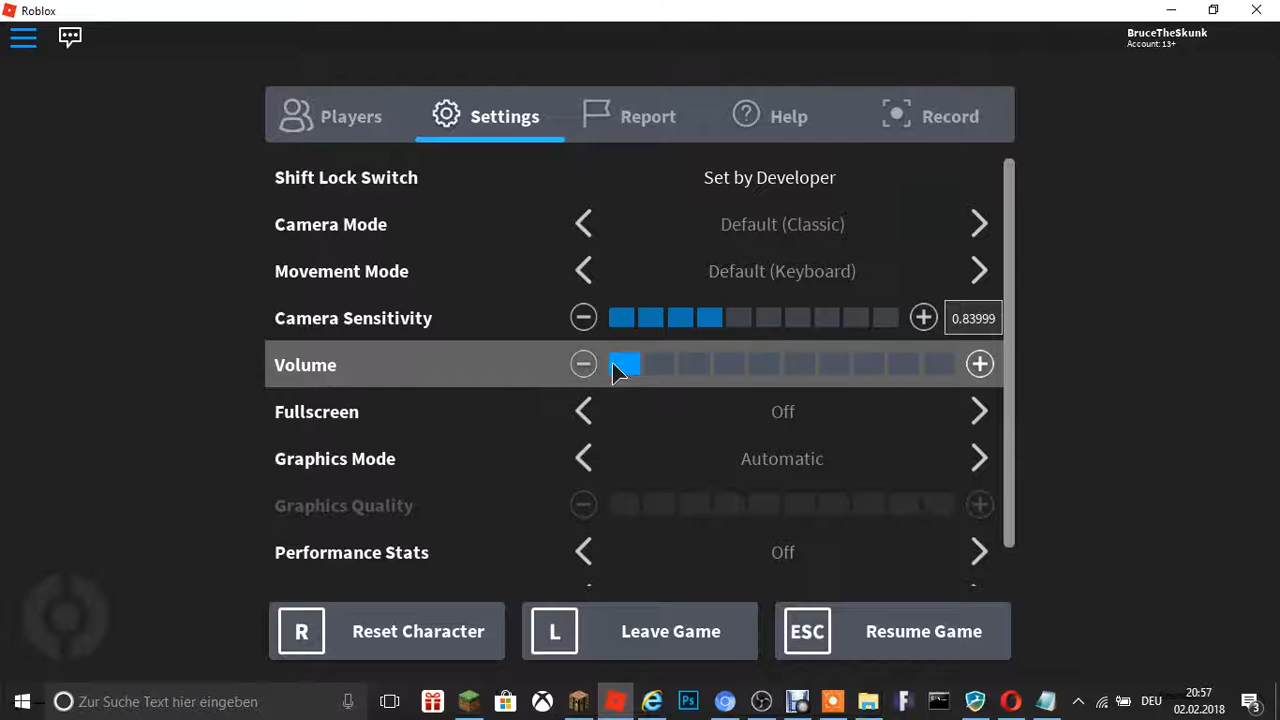 Roblox
BruceTheSkunk
Account: 13+
Players
Settings
Report
Help
Record
Shift Lock Switch
Set by Developer
Camera Mode
Default (Classic)
Movement Mode
Default (Keyboard)
Camera Sensitivity
0.83999
Volume
Fullscreen
Off
Graphics Mode
Automatic
Graphics Quality
Performance Stats
Off
R
Reset Character
L
Leave Game
ESC
Resume Game
Zur Suche Text hier eingeben
Ps
F
DEU
20:57
02.02.2018
3